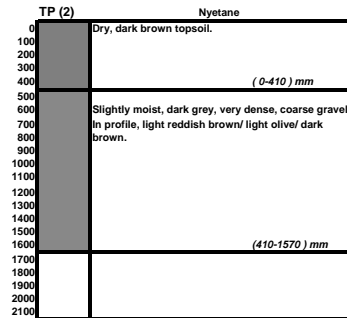 TP (2) Nyetane
0 Dry, dark brown topsoil.
100
200
300
400 ( 0-410 ) mm
500
600 Slightly moist, dark grey, very dense, coarse gravel
700 In profile, light reddish brown/ light olive/ dark
800 brown.
900
1000
1100
1200
1300
1400
1500
1600 (410-1570 ) mm
1700
1800
1900
2000
2100